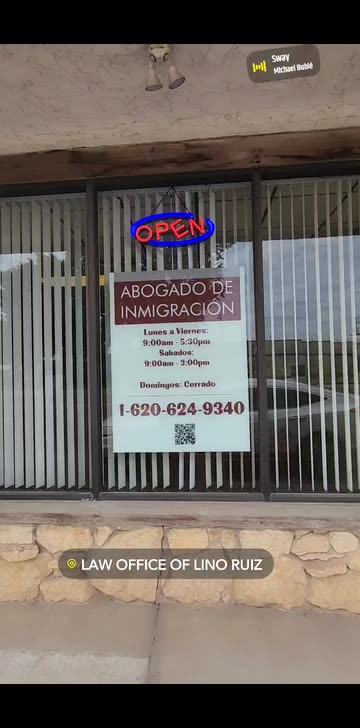 Sway
Michael Bublé
OPEN
ABOGADO DE
INMIGRACIÓN
Lunes a Viernes:
9:00am - 5:30pm
Sabados:
9:00am - 3:00pm
Domingos: Cerrado
1-620-624-9340
LAW OFFICE OF LINO RUIZ